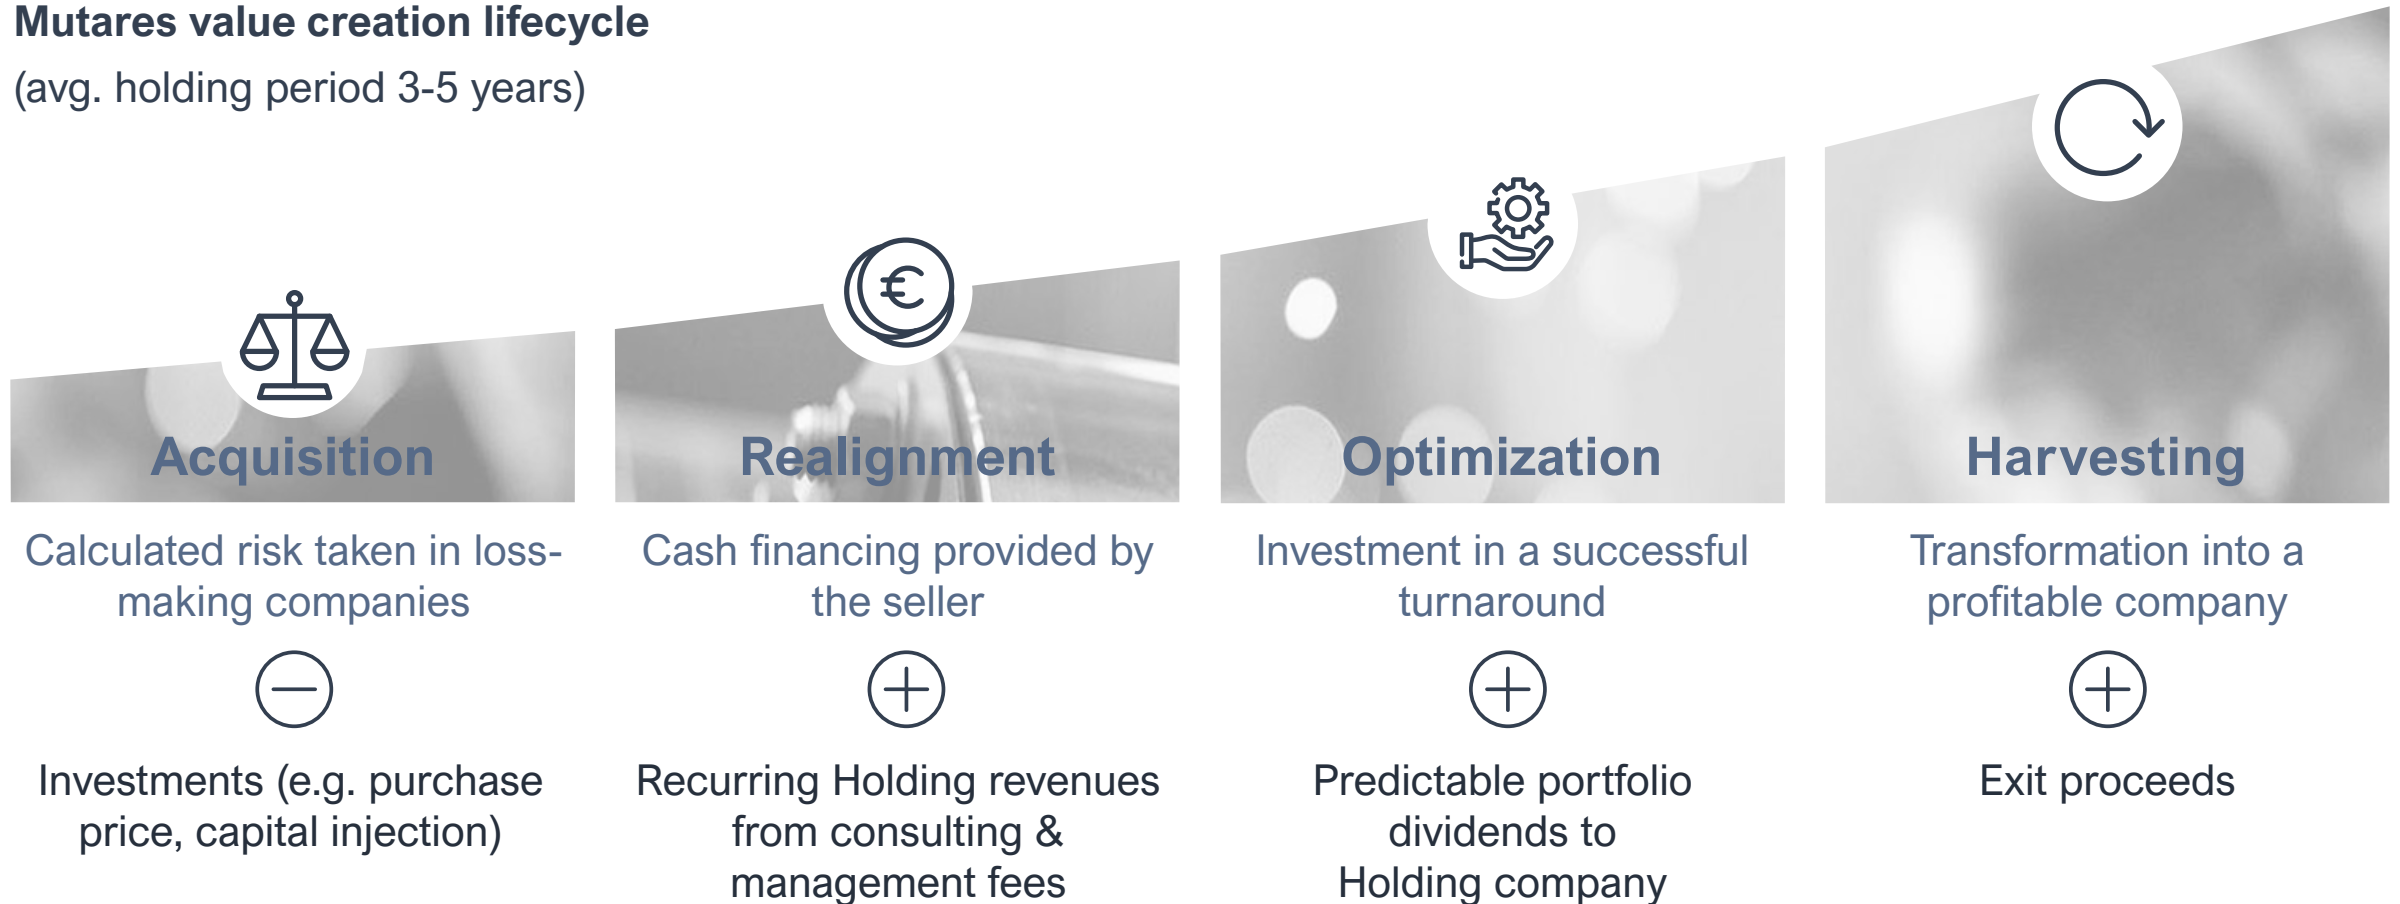 Mutares value creation lifecycle
(avg. holding period 3-5 years)
Acquisition
Calculated risk taken in loss-
making companies
Investments (e.g. purchase
price, capital injection)
Realignment
Cash financing provided by
the seller
€
Recurring Holding revenues
from consulting &
management fees
Optimization
Investment in a successful
turnaround
Predictable portfolio
dividends to
Holding company
Harvesting
Transformation into a
profitable company
Exit proceeds